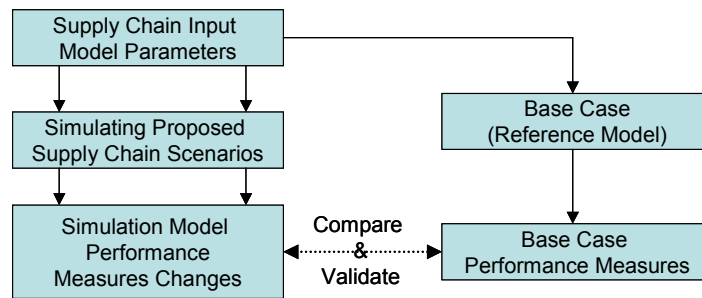 Supply Chain Input
Model Parameters
Simulating Proposed
Supply Chain Scenarios
Base Case
(Reference Model)
Simulation Model
Performance
Measures Changes
Compare
&
Validate
Base Case
Performance Measures